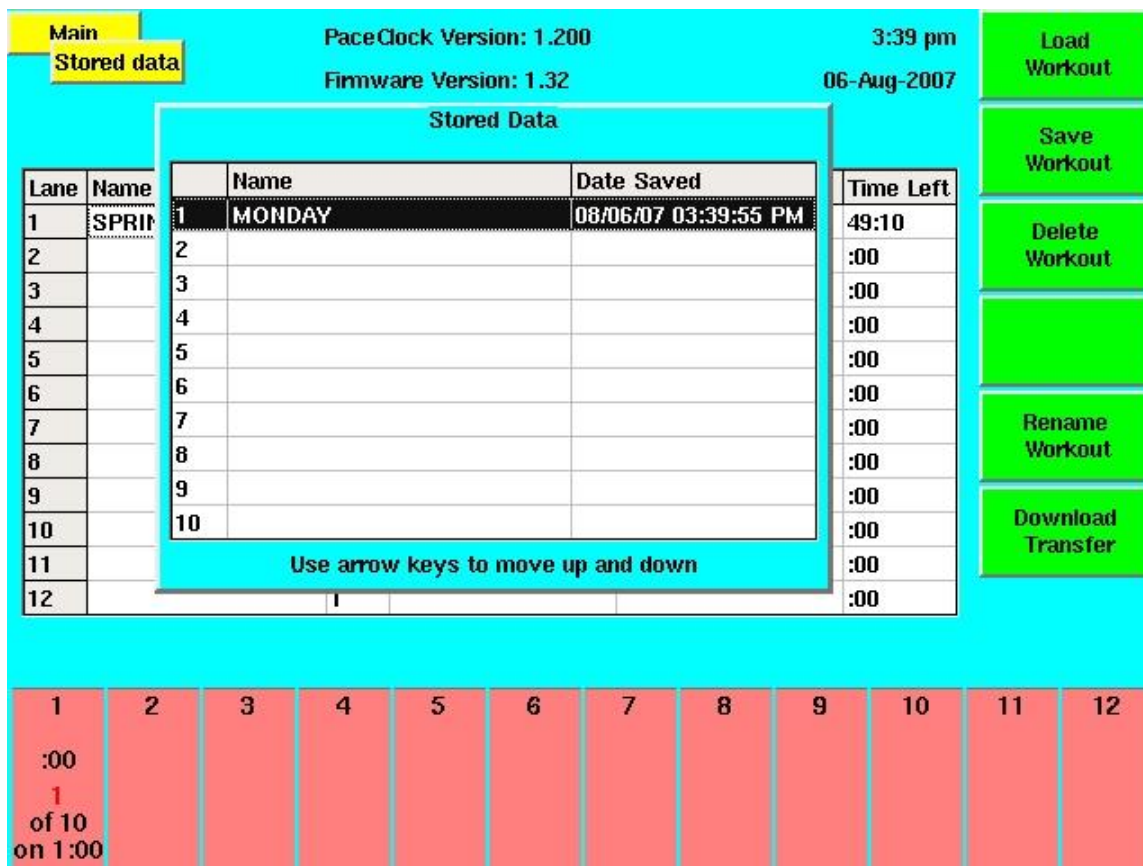 Main
Stored data
PaceClock Version: 1.200
3:39 pm
Firmware Version: 1.32
06-Aug-2007
Load
Workout
Save
Workout
Delete
Workout
Rename
Workout
Download
Transfer
Stored Data
Name Date Saved
1 MONDAY 08/06/07 03:39:55 PM
2
3
4
5
6
7
8
9
10
Use arrow keys to move up and down
Lane Name Time Left
1 49:10
2 :00
3 :00
4 :00
5 :00
6 :00
7 :00
8 :00
9 :00
10 :00
11 :00
12 :00
1 2 3 4 5 6 7 8 9 10 11 12
:00
1
of 10
on 1:00